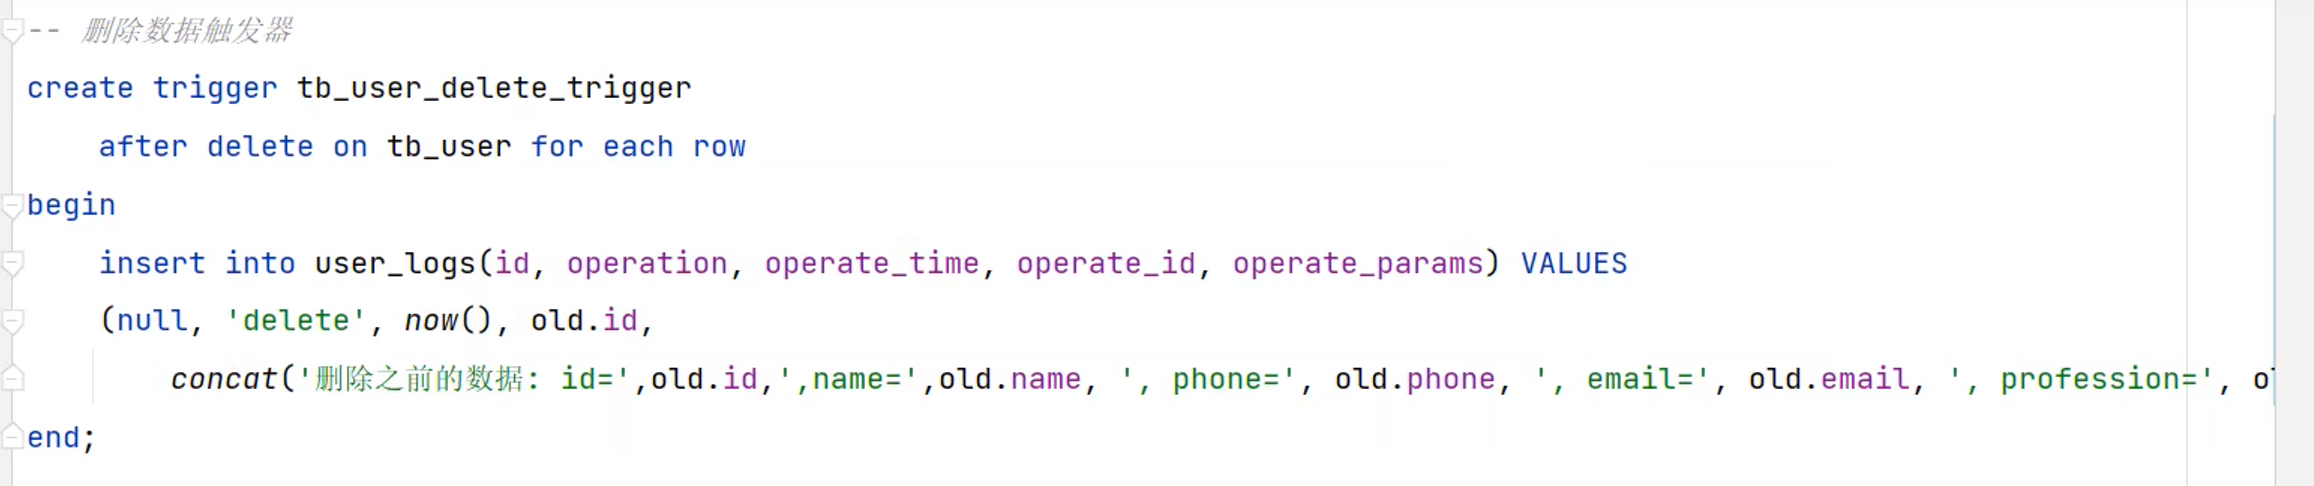 -- 删除数据触发器
create trigger tb_user_delete_trigger
    after delete on tb_user for each row
begin
    insert into user_logs(id, operation, operate_time, operate_id, operate_params) VALUES
    (null, 'delete', now(), old.id,
        concat('删除之前的数据: id=',old.id,',name=',old.name, ', phone=', old.phone, ', email=', old.email, ', profession=', o
end;